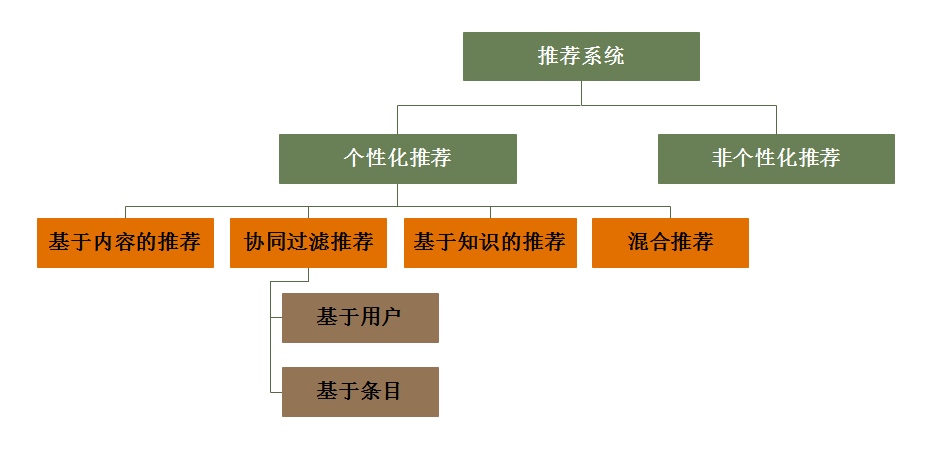 推荐系统
个性化推荐
非个性化推荐
基于内容的推荐
协同过滤推荐
基于知识的推荐
混合推荐
基于用户
基于条目